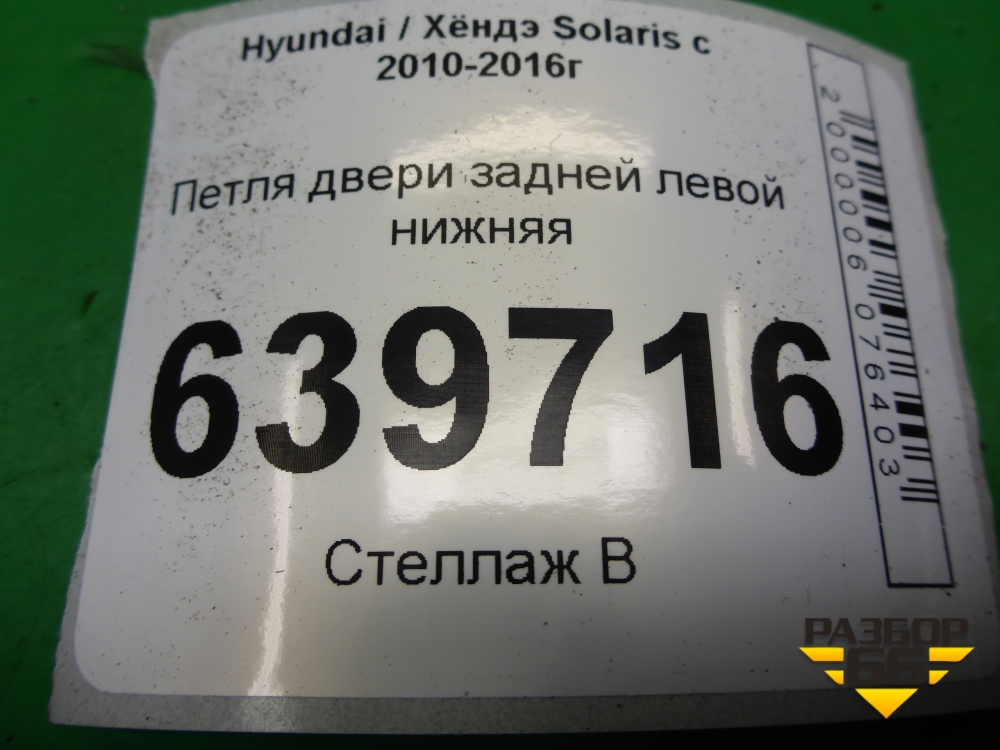 Hyundai / Хёндэ Solaris с
2010-2016г
Петля двери задней левой
нижняя
639716
Стеллаж В
2000006076403
РАЗБОР
66